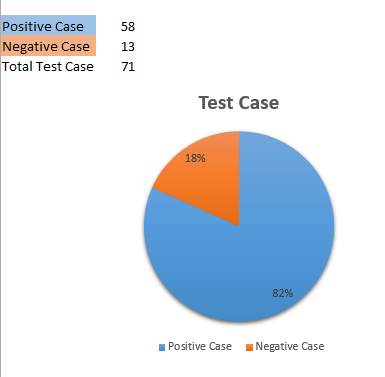 Positive Case 58
Negative Case 13
Total Test Case 71
Test Case
18%
82%
Positive Case Negative Case